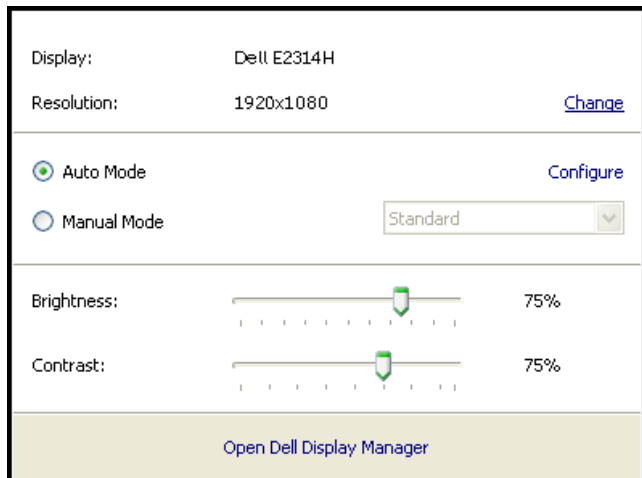 Display: Dell E2314H
Resolution: 1920x1080 Change
Auto Mode Configure
Manual Mode Standard
Brightness: 75%
Contrast: 75%
Open Dell Display Manager